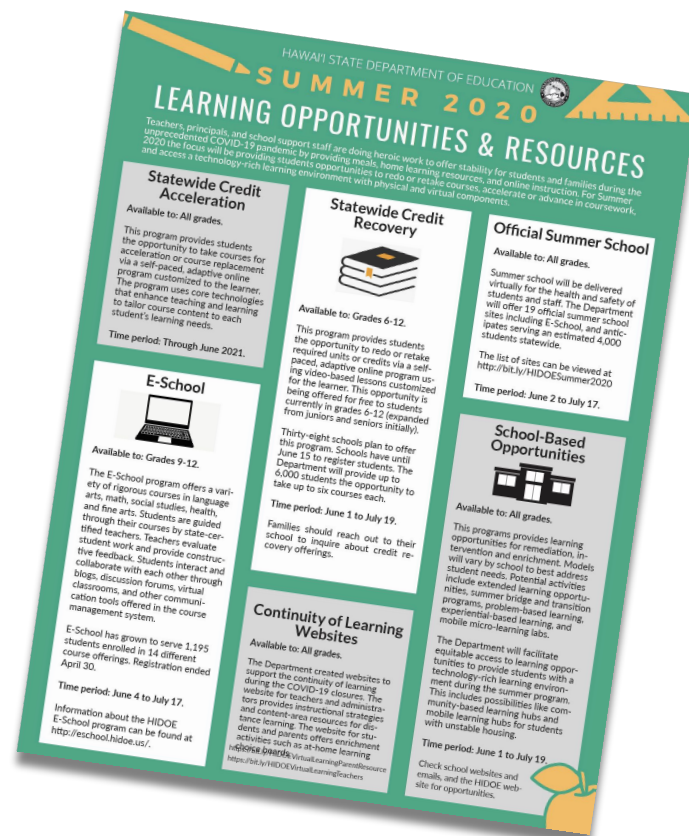 HAWAI'I STATE DEPARTMENT OF EDUCATION
SUMMER 2020
LEARNING OPPORTUNITIES & RESOURCES
Teachers, principals, and school support staff are doing heroic work to offer stability for students and families during the
unprecedented COVID-19 pandemic by providing meals, home learning resources, and online instruction. For Summer
2020 the focus will be providing students opportunities to redo or retake courses, accelerate or advance in coursework,
and access a technology-rich learning environment with physical and virtual components.
Statewide Credit
Acceleration
Available to: All grades.
This program provides students
the opportunity to take courses for
acceleration or course replacement
via a self-paced, adaptive online
program customized to the learner.
The program uses core technologies
that enhance teaching and learning
to tailor course content to each
student's learning needs.
Time period: Through June 2021.
E-School
Available to: Grades 9-12.
The E-School program offers a vari-
ety of rigorous courses in language
arts, math, social studies, health,
and fine arts. Students are guided
through their courses by state-cer-
tified teachers. Teachers evaluate
student work and provide construc-
tive feedback. Students interact and
collaborate with each other through
blogs, discussion forums, virtual
classrooms, and other communi-
cation tools offered in the course
management system.
E-School has grown to serve 1,195
students enrolled in 14 different
course offerings. Registration ended
April 30.
Time period: June 4 to July 17.
Information about the HIDOE
E-School program can be found at
http://eschool.hidoe.us/.
Statewide Credit
Recovery
Available to: Grades 6-12.
This program provides students
the opportunity to redo or retake
required units or credits via a self-
paced, adaptive online program us-
ing video-based lessons customized
for the learner. This opportunity is
being offered for free to students
currently in grades 6-12 (expanded
from juniors and seniors initially).
Thirty-eight schools plan to offer
this program. Schools have until
June 15 to register students. The
Department will provide up to
6,000 students the opportunity to
take up to six courses each.
Time period: June 1 to July 19.
Families should reach out to their
school to inquire about credit re-
covery offerings.
Continuity of Learning
Websites
Available to: All grades.
The Department created websites to
support the continuity of learning
during the COVID-19 closures. The
website for teachers and administra-
tors provides instructional strategies
and content-area resources for dis-
tance learning. The website for stu-
dents and parents offers enrichment
activities such as at-home learning
choice boards.
https://bit.ly/HIDOEVirtualLearningParentResource
https://bit.ly/HIDOEVirtualLearningTeachers
Official Summer School
Available to: All grades.
Summer school will be delivered
virtually for the health and safety of
students and staff. The Department
will offer 19 official summer school
sites including E-School, and antic-
ipates serving an estimated 4,000
students statewide.
The list of sites can be viewed at
http://bit.ly/HIDOESummer2020
Time period: June 2 to July 17.
School-Based
Opportunities
Available to: All grades.
This programs provides learning
opportunities for remediation, in-
tervention and enrichment. Models
will vary by school to best address
student needs. Potential activities
include extended learning opportu-
nities, summer bridge and transition
programs, problem-based learning,
experiential-based learning, and
mobile micro-learning labs.
The Department will facilitate
equitable access to learning oppor-
tunities to provide students with a
technology-rich learning environ-
ment during the summer program.
This includes possibilities like com-
munity-based learning hubs and
mobile learning hubs for students
with unstable housing.
Time period: June 1 to July 19.
Check school websites and
emails, and the HIDOE web-
site for opportunities.